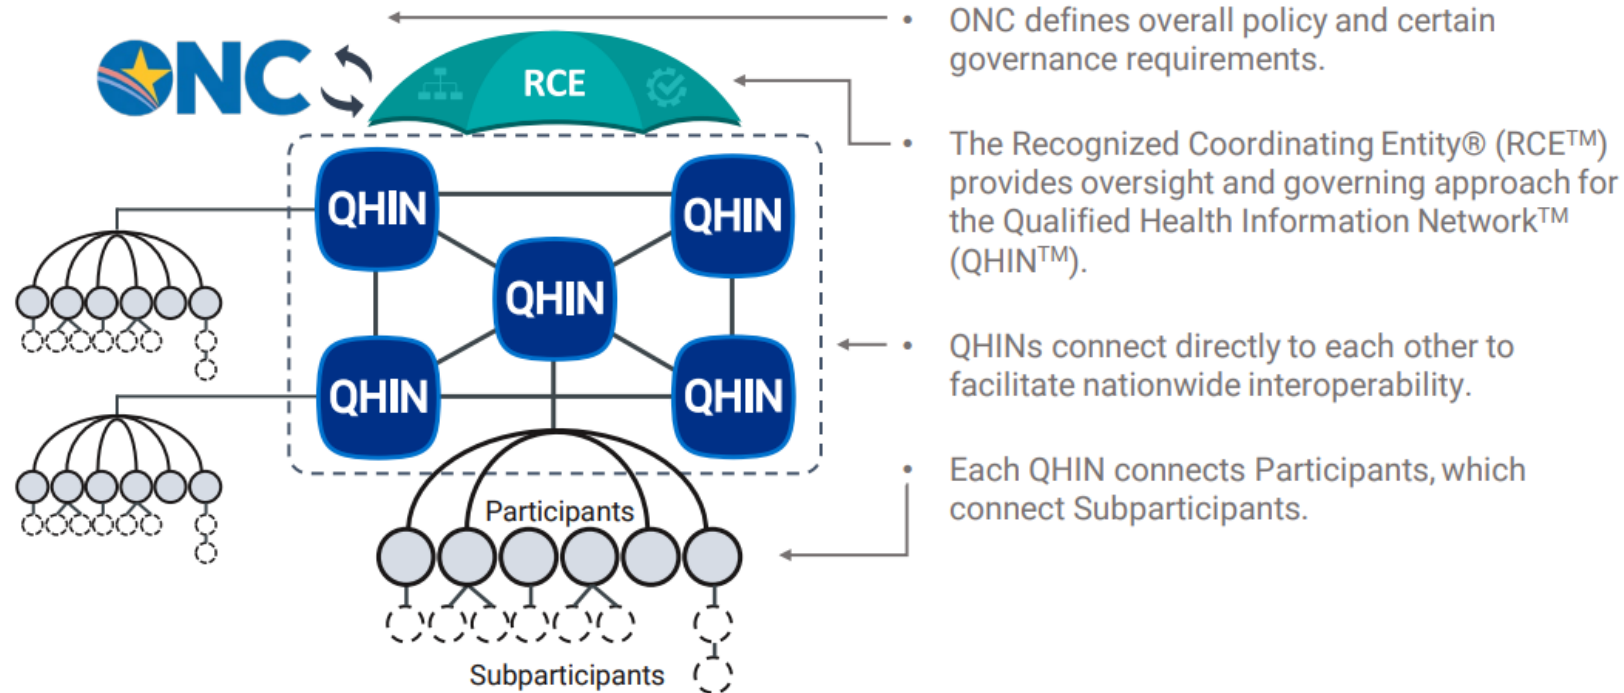 ONC
RCE
QHIN
QHIN
QHIN
QHIN
QHIN
Participants
Subparticipants
• ONC defines overall policy and certain
governance requirements.
• The Recognized Coordinating Entity® (RCE™)
provides oversight and governing approach for
the Qualified Health Information Network™
(QHIN™).
• QHINs connect directly to each other to
facilitate nationwide interoperability.
• Each QHIN connects Participants, which
connect Subparticipants.